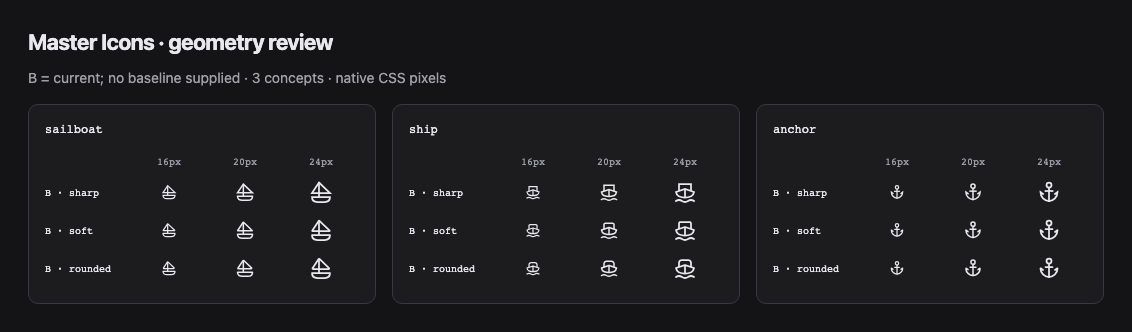 Master Icons · geometry review
B = current; no baseline supplied · 3 concepts · native CSS pixels
sailboat
16px 20px 24px
B · sharp
B · soft
B · rounded
ship
16px 20px 24px
B · sharp
B · soft
B · rounded
anchor
16px 20px 24px
B · sharp
B · soft
B · rounded